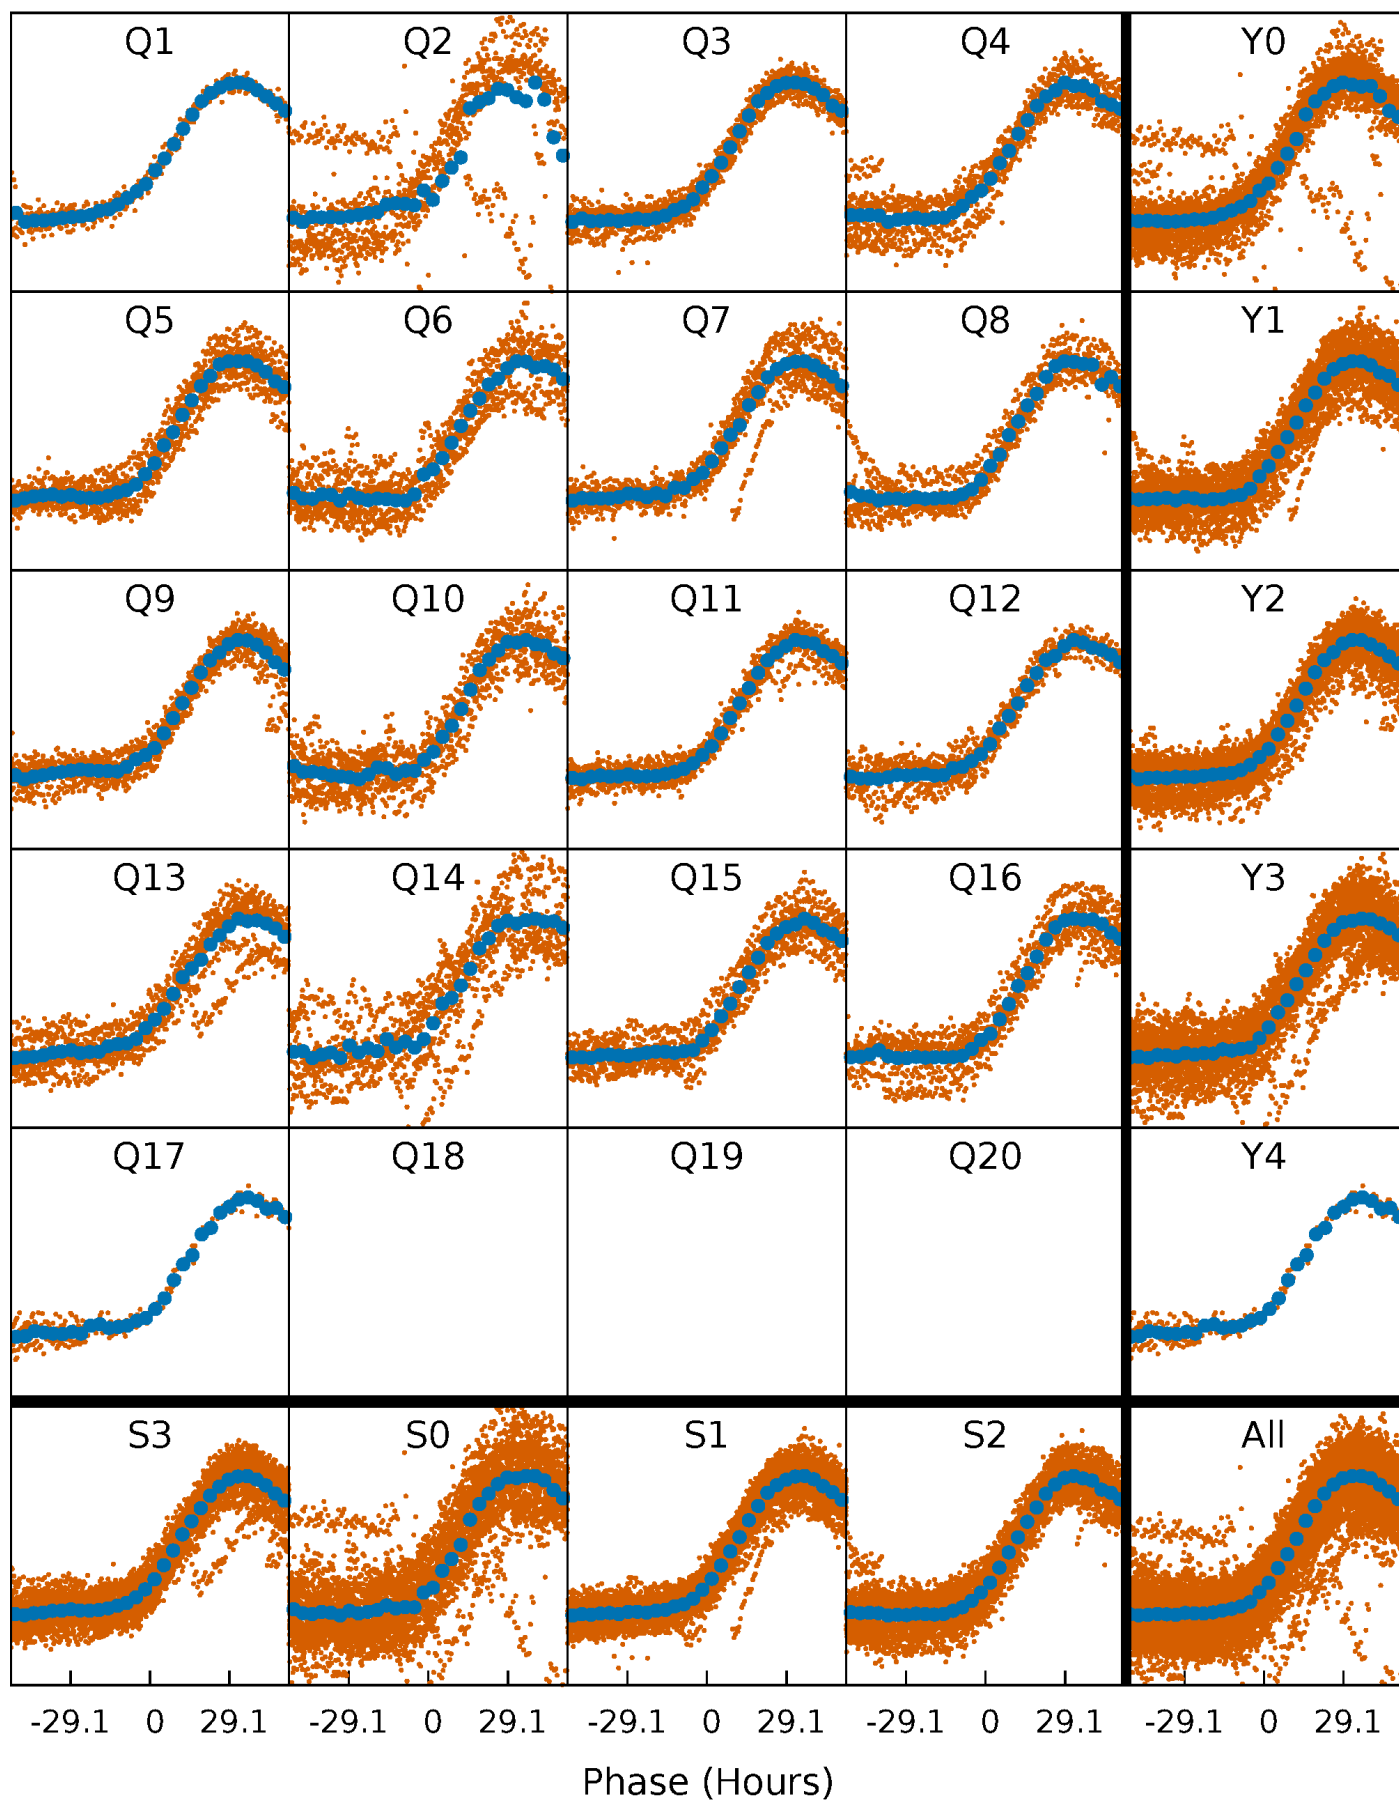 Q1 Q2 Q3 Q4 Y0
Q5 Q6 Q7 Q8 Y1
Q9 Q10 Q11 Q12 Y2
Q13 Q14 Q15 Q16 Y3
Q17 Q18 Q19 Q20 Y4
S3 S0 S1 S2 All
-29.1 0 29.1 -29.1 0 29.1 -29.1 0 29.1 -29.1 0 29.1 -29.1 0 29.1
Phase (Hours)